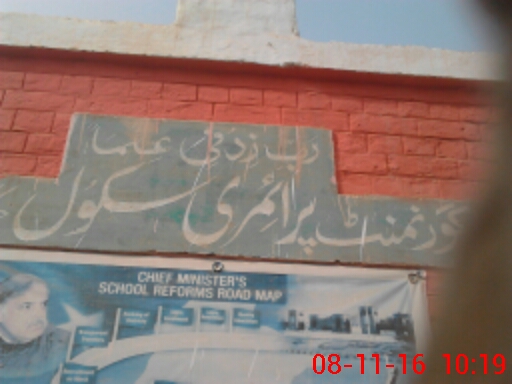 رب زدنی علما
گورنمنٹ پرائمری سکول
CHIEF MINISTER'S
SCHOOL REFORMS ROAD MAP
08-11-16 10:19